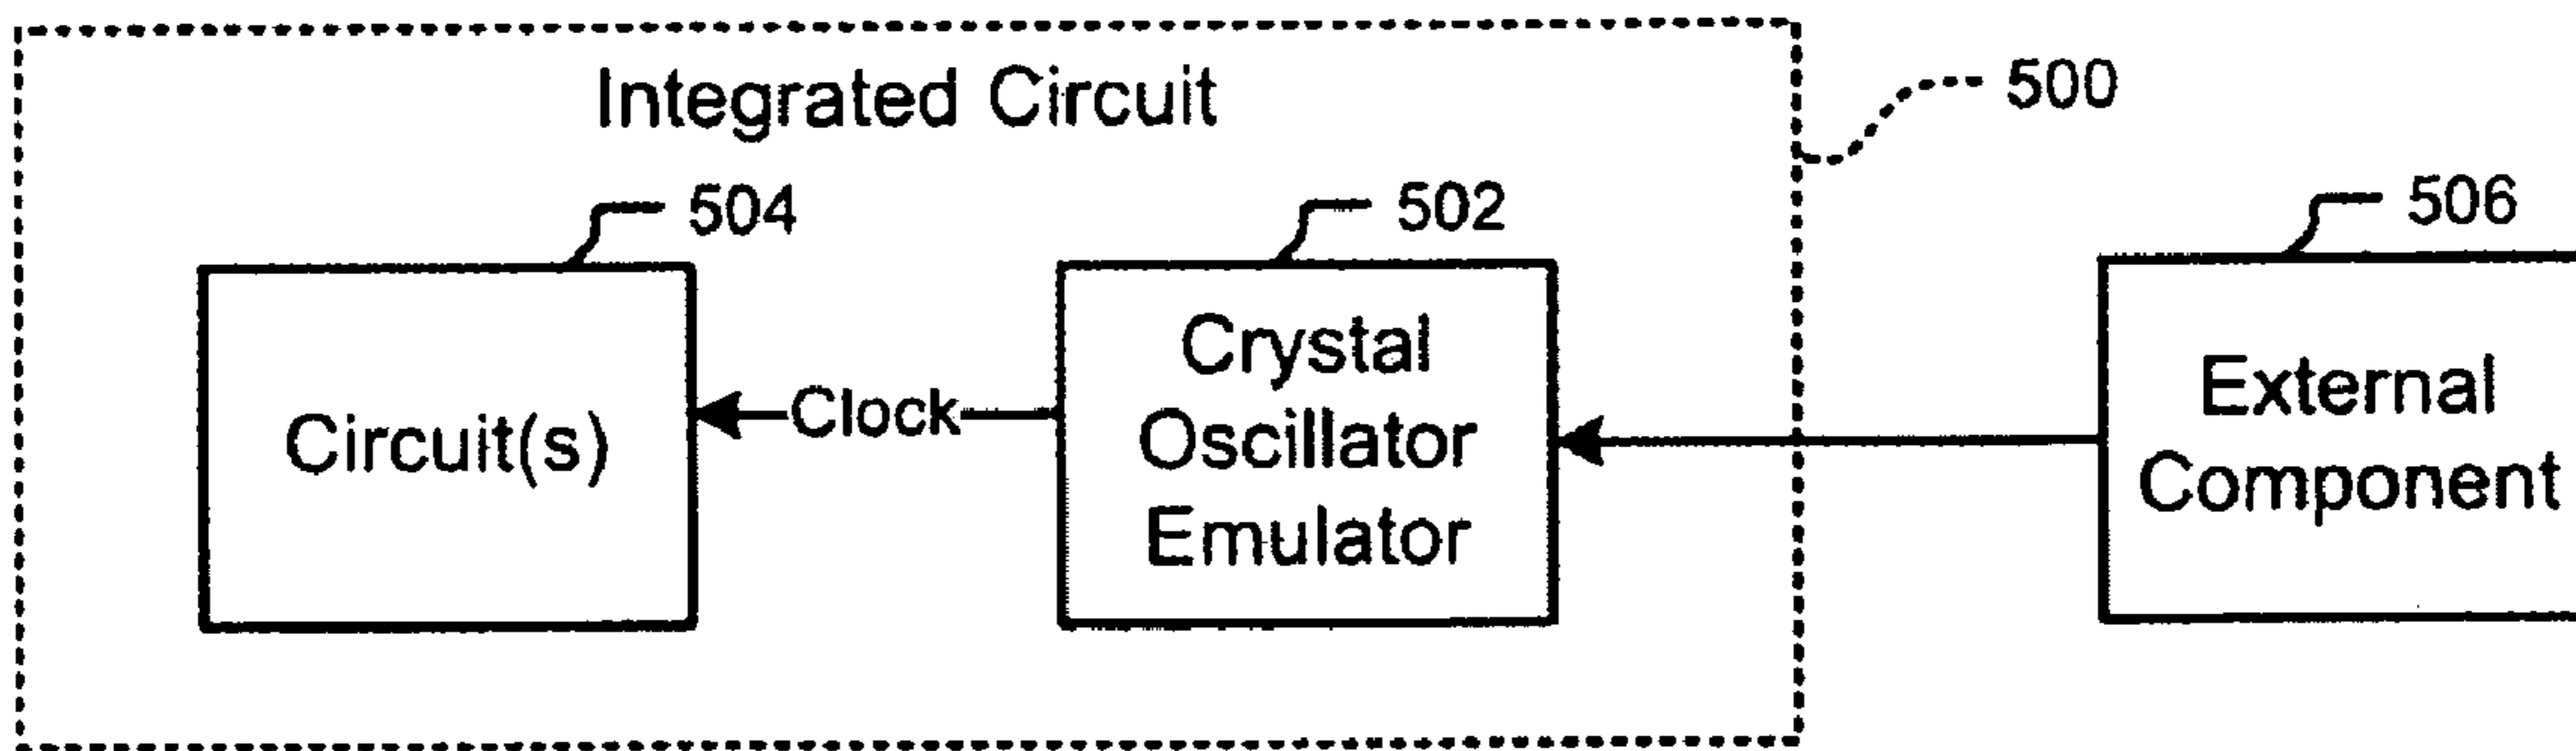 Integrated Circuit
500
504
502
506
Circuit(s)
Clock
Crystal
Oscillator
Emulator
External
Component